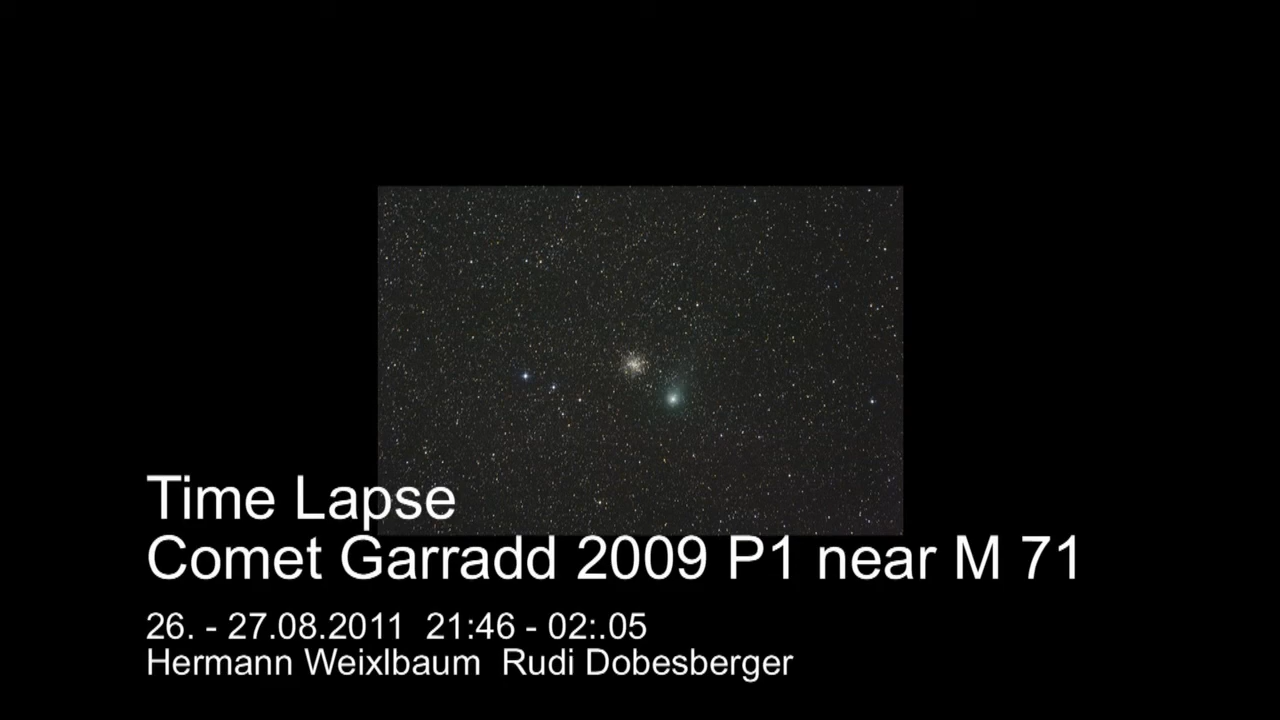 Time Lapse
Comet Garradd 2009 P1 near M 71
26. - 27.08.2011  21:46 - 02:.05
Hermann Weixlbaum  Rudi Dobesberger